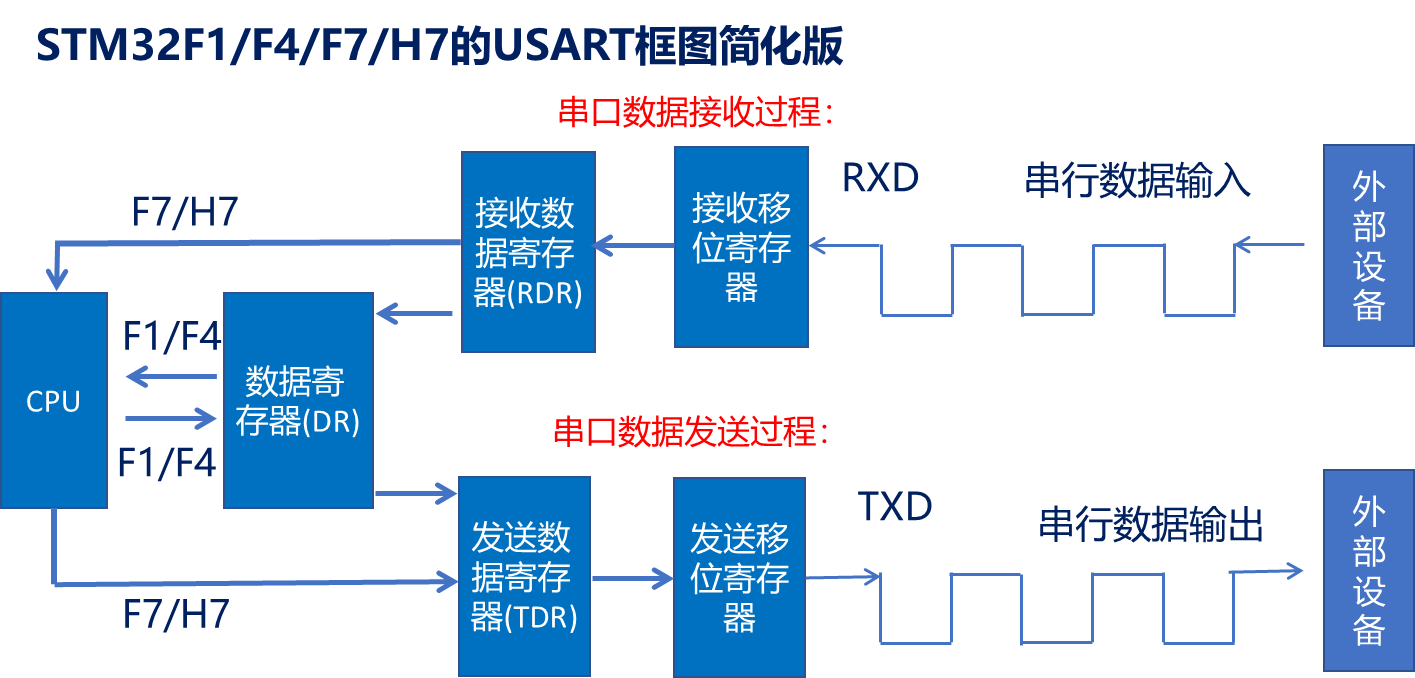 STM32F1/F4/F7/H7的USART框图简化版
串口数据接收过程：
F7/H7
接收数
据寄存
器(RDR)
接收移
位寄存
器
RXD
串行数据输入
外
部
设
备
CPU
F1/F4
F1/F4
数据寄
存器(DR)
串口数据发送过程：
F7/H7
发送数
据寄存
器(TDR)
发送移
位寄存
器
TXD
串行数据输出
外
部
设
备